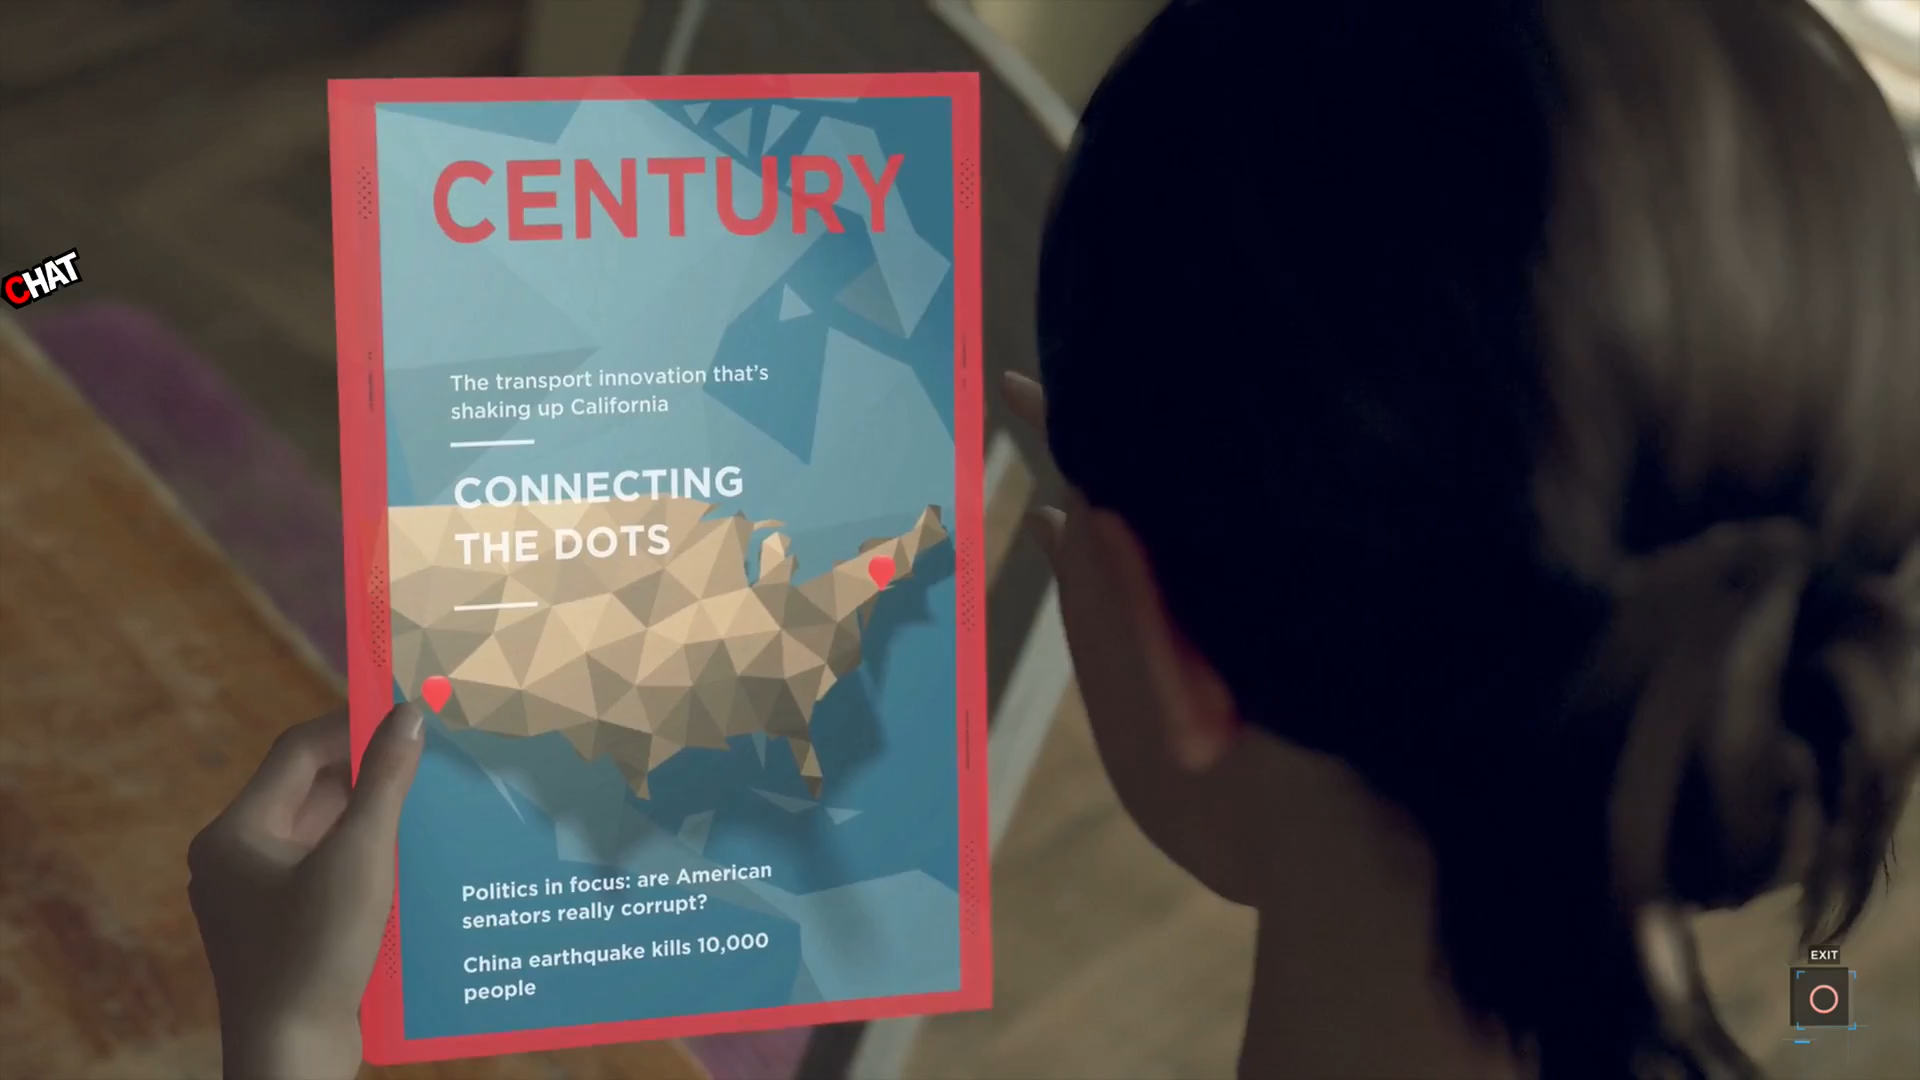 CENTURY
CHAT
The transport innovation that's
shaking up California
CONNECTING
THE DOTS
Politics in focus: are American
senators really corrupt?
China earthquake kills 10,000
people
EXIT